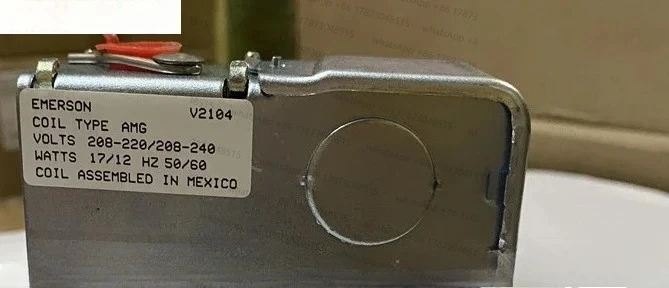 EMERSON V2104
COIL TYPE AMG
VOLTS 208-220/208-240
WATTS 17/12 HZ 50/60
COIL ASSEMBLED IN MEXICO